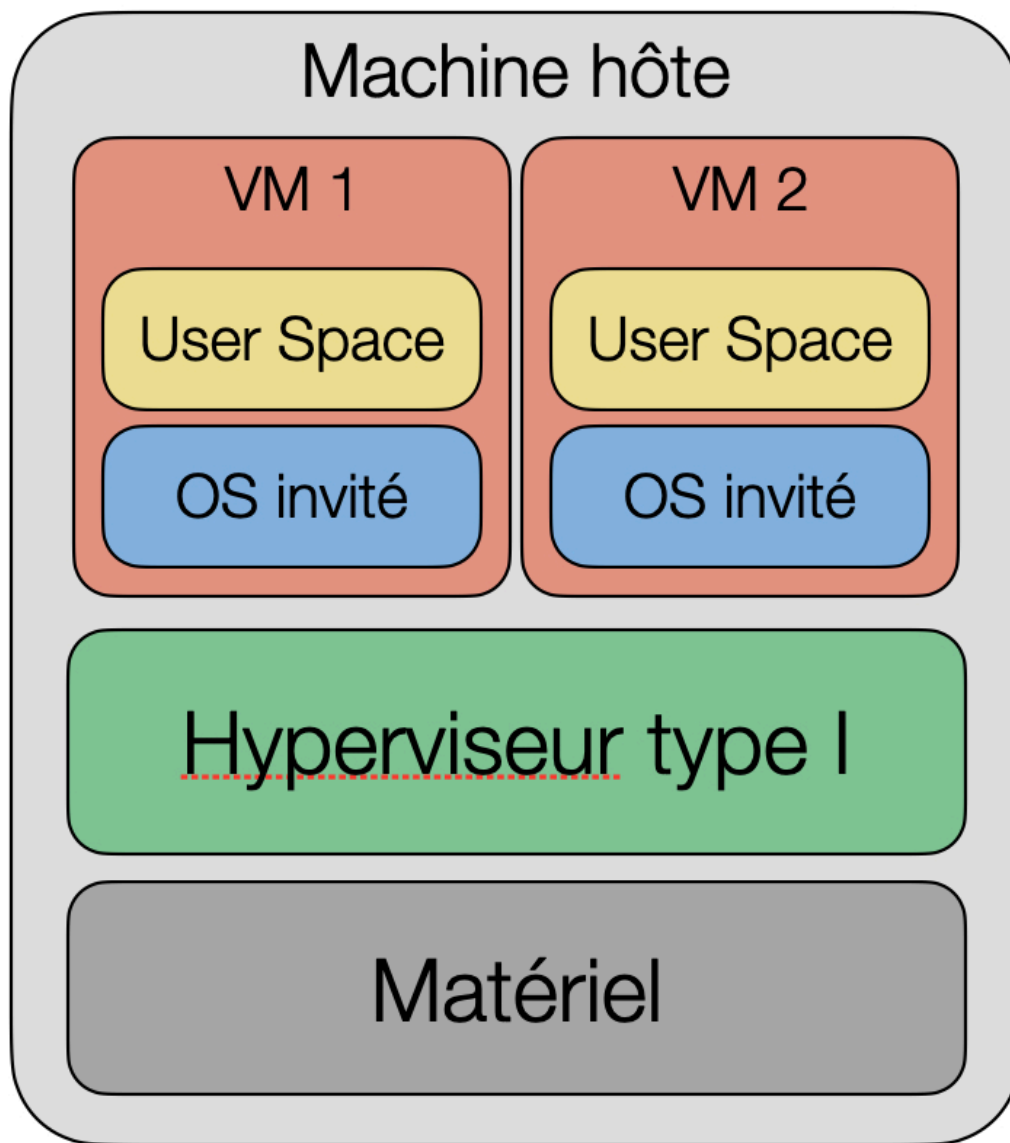 Machine hôte
VM 1
VM 2
User Space
User Space
OS invité
OS invité
Hyperviseur type I
Matériel